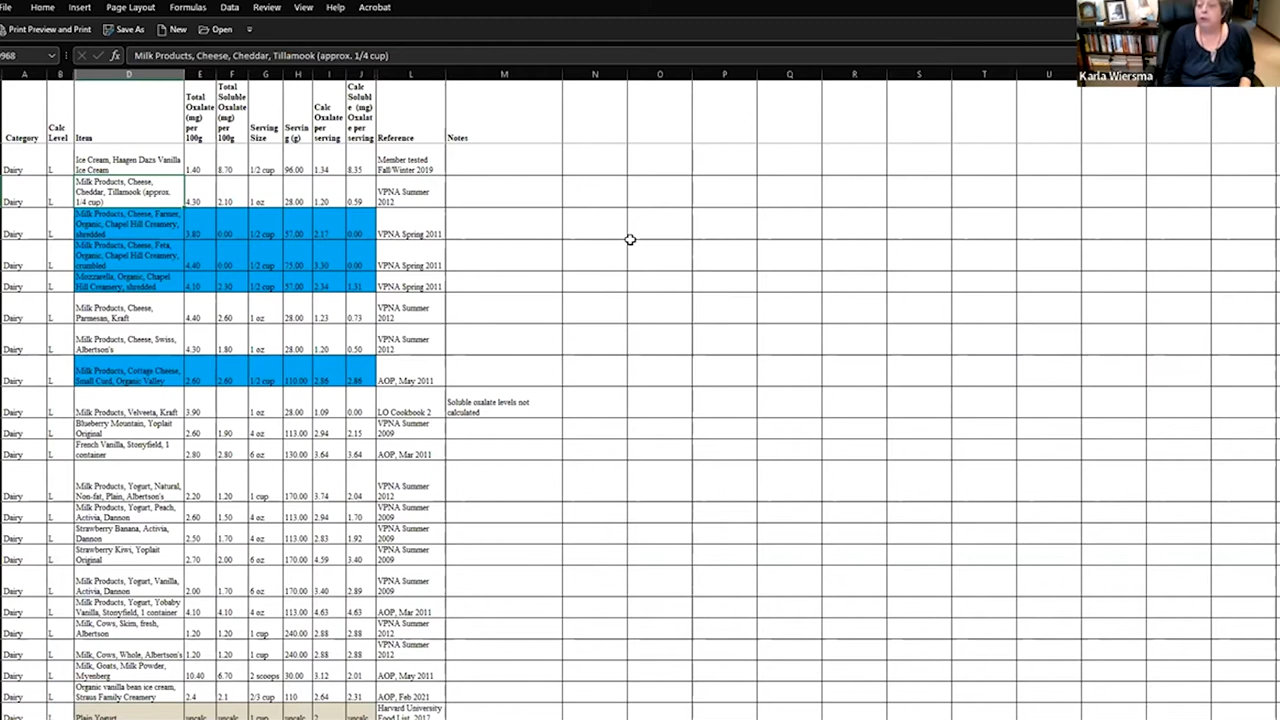 File Home Insert Page Layout Formulas Data Review View Help Acrobat
Print Preview and Print Save As New Open
968 fx Milk Products, Cheese, Cheddar, Tillamook (approx. 1/4 cup)
Karla Wiersma
A B D E F G H I J L M N O P Q R S T U
Category Calc Level Item Total Oxalate (mg) per 100g Total Soluble Oxalate (mg) per 100g Serving Size Serving (g) Calc Oxalate per serving Calc Soluble (mg) Oxalate per serving Reference Notes
Dairy L Ice Cream, Haagen Dazs Vanilla Ice Cream 1.40 8.70 1/2 cup 96.00 1.34 8.35 Member tested Fall/Winter 2019
Dairy L Milk Products, Cheese, Cheddar, Tillamook (approx. 1/4 cup) 4.30 2.10 1 oz 28.00 1.20 0.59 VPNA Summer 2012
Dairy L Milk Products, Cheese, Farmer, Organic, Chapel Hill Creamery, shredded 3.80 0.00 1/2 cup 57.00 2.17 0.00 VPNA Spring 2011
Dairy L Milk Products, Cheese, Feta, Organic, Chapel Hill Creamery, crumbled 4.40 0.00 1/2 cup 75.00 3.30 0.00 VPNA Spring 2011
Dairy L Mozzarella, Organic, Chapel Hill Creamery, shredded 4.10 2.30 1/2 cup 57.00 2.34 1.31 VPNA Spring 2011
Dairy L Milk Products, Cheese, Parmesan, Kraft 4.40 2.60 1 oz 28.00 1.23 0.73 VPNA Summer 2012
Dairy L Milk Products, Cheese, Swiss, Albertson's 4.30 1.80 1 oz 28.00 1.20 0.50 VPNA Summer 2012
Dairy L Milk Products, Cottage Cheese, Small Curd, Organic Valley 2.60 2.60 1/2 cup 110.00 2.86 2.86 AOP, May 2011
Dairy L Milk Products, Velveeta, Kraft 3.90 1 oz 28.00 1.09 0.00 LO Cookbook 2 Soluble oxalate levels not calculated
Dairy L Blueberry Mountain, Yoplait Original 2.60 1.90 4 oz 113.00 2.94 2.15 VPNA Summer 2009
Dairy L French Vanilla, Stonyfield, 1 container 2.80 2.80 6 oz 130.00 3.64 3.64 AOP, Mar 2011
Dairy L Milk Products, Yogurt, Natural, Non-fat, Plain, Albertson's 2.20 1.20 1 cup 170.00 3.74 2.04 VPNA Summer 2012
Dairy L Milk Products, Yogurt, Peach, Activia, Dannon 2.60 1.50 4 oz 113.00 2.94 1.70 VPNA Summer 2009
Dairy L Strawberry Banana, Activia, Dannon 2.50 1.70 4 oz 113.00 2.83 1.92 VPNA Summer 2009
Dairy L Strawberry Kiwi, Yoplait Original 2.70 2.00 6 oz 170.00 4.59 3.40 VPNA Summer 2009
Dairy L Milk Products, Yogurt, Vanilla, Activia, Dannon 2.00 1.70 6 oz 170.00 3.40 2.89 VPNA Summer 2009
Dairy L Milk Products, Yogurt, Yobaby Vanilla, Stonyfield, 1 container 4.10 4.10 4 oz 113.00 4.63 4.63 AOP, Mar 2011
Dairy L Milk, Cows, Skim, fresh, Albertson 1.20 1.20 1 cup 240.00 2.88 2.88 VPNA Summer 2012
Dairy L Milk, Cows, Whole, Albertson's 1.20 1.20 1 cup 240.00 2.88 2.88 VPNA Summer 2012
Dairy L Milk, Goats, Milk Powder, Myenberg 10.40 6.70 2 scoops 30.00 3.12 2.01 AOP, May 2011
Dairy L Organic vanilla bean ice cream, Straus Family Creamery 2.4 2.1 2/3 cup 110 2.64 2.31 AOP, Feb 2021
Dairy L Plain Yogurt uncalc uncalc 1 cup uncalc 2 uncalc Harvard University Food List, 2017